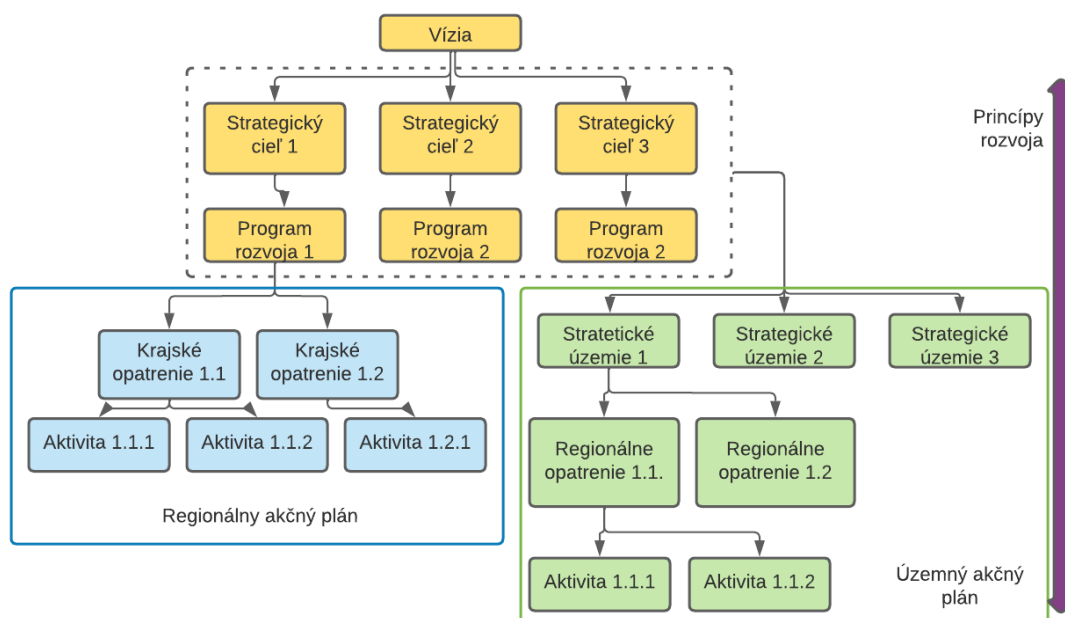 Vízia
Princípy
rozvoja
Strategický
cieľ 1
Strategický
cieľ 2
Strategický
cieľ 3
Program
rozvoja 1
Program
rozvoja 2
Program
rozvoja 2
Krajské
opatrenie 1.1
Krajské
opatrenie 1.2
Aktivita 1.1.1
Aktivita 1.1.2
Aktivita 1.2.1
Regionálny akčný plán
Stratetické
územie 1
Strategické
územie 2
Strategické
územie 3
Regionálne
opatrenie 1.1.
Regionálne
opatrenie 1.2
Aktivita 1.1.1
Aktivita 1.1.2
Územný akčný
plán